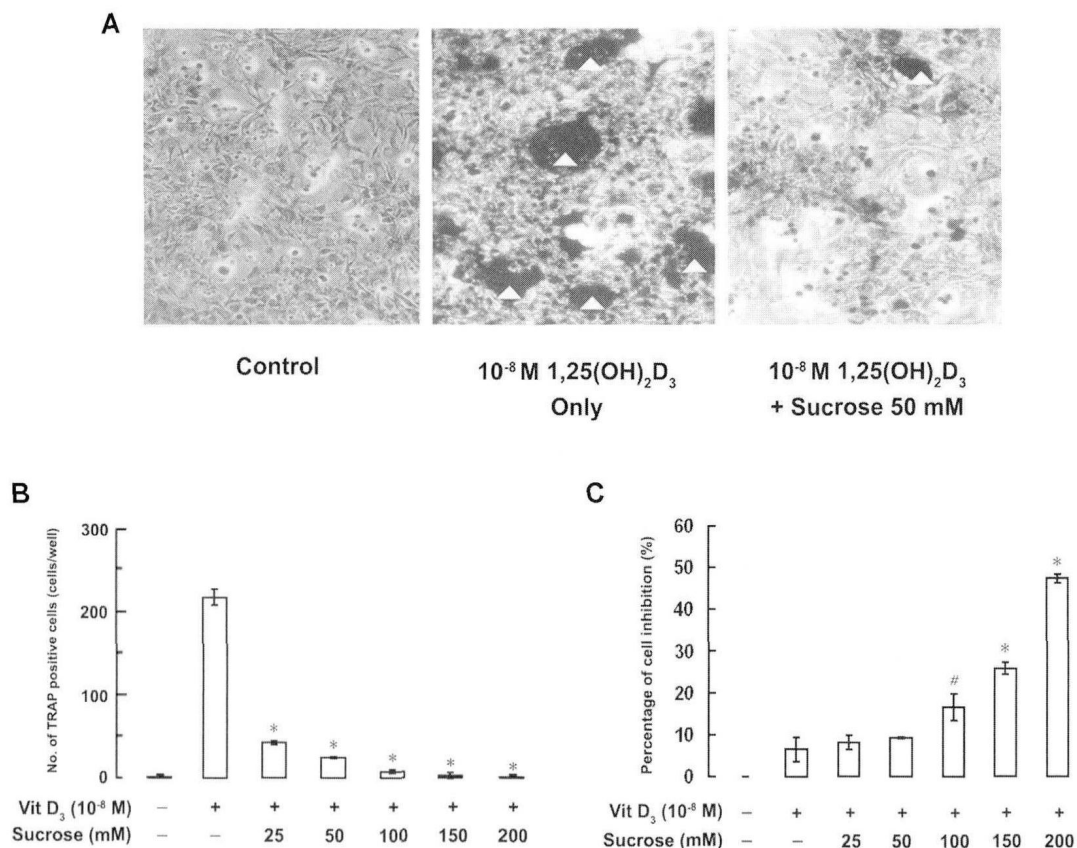 A
Control
10⁻⁸ M 1,25(OH)₂D₃
Only
10⁻⁸ M 1,25(OH)₂D₃
+ Sucrose 50 mM
B
No. of TRAP positive cells (cells/well)
300
200
100
0
* * * * *
Vit D₃ (10⁻⁸ M) – + + + + + +
Sucrose (mM) – – 25 50 100 150 200
C
Percentage of cell inhibition (%)
60
50
40
30
20
10
0
# * *
Vit D₃ (10⁻⁸ M) – + + + + + +
Sucrose (mM) – – 25 50 100 150 200